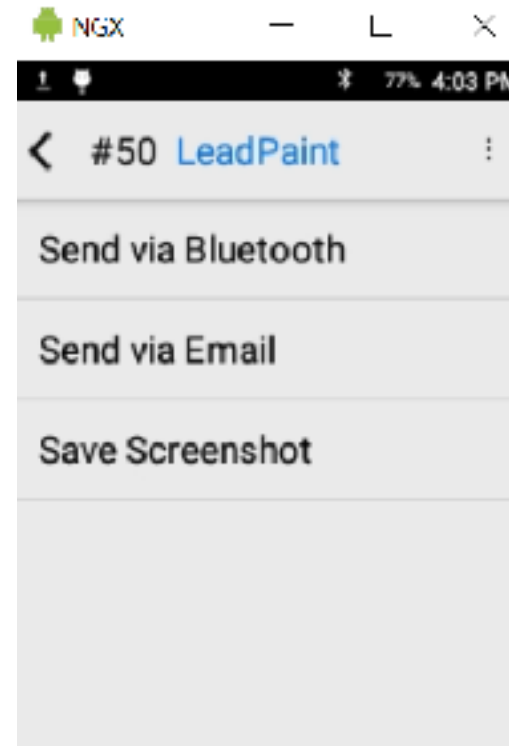 NGX
77% 4:03 PM
#50 LeadPaint
Send via Bluetooth
Send via Email
Save Screenshot